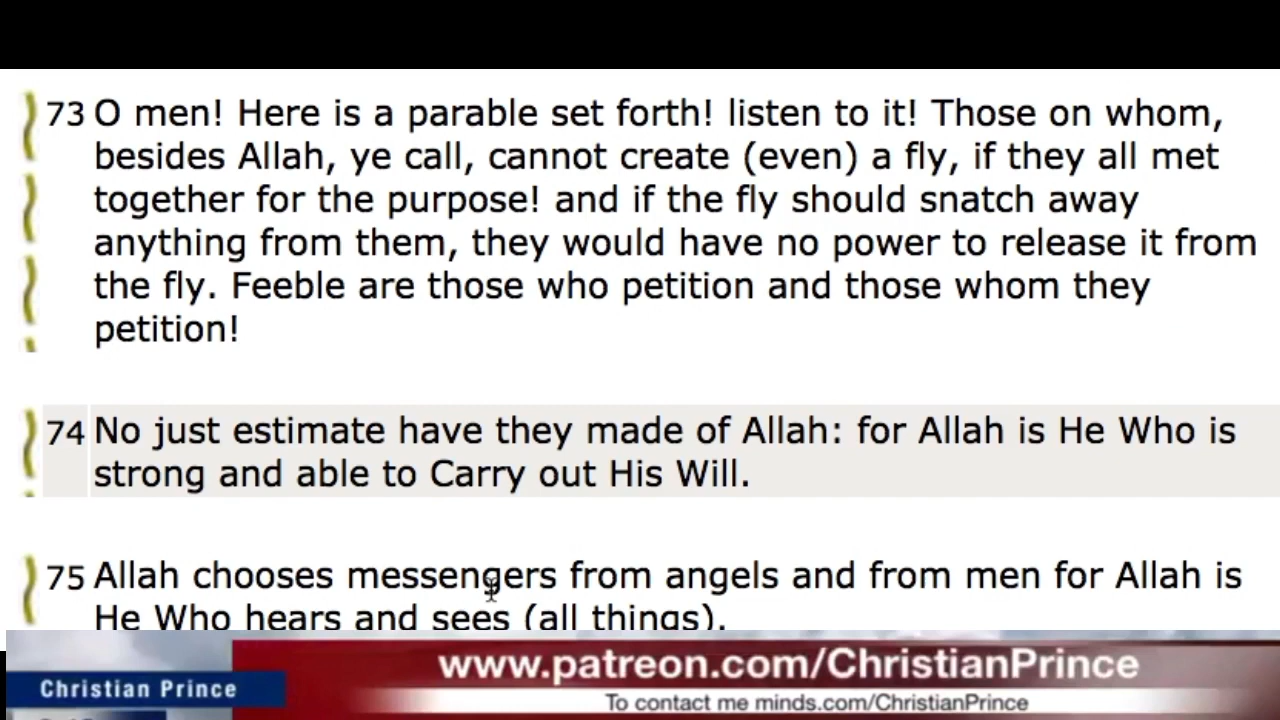 73 O men! Here is a parable set forth! listen to it! Those on whom,
besides Allah, ye call, cannot create (even) a fly, if they all met
together for the purpose! and if the fly should snatch away
anything from them, they would have no power to release it from
the fly. Feeble are those who petition and those whom they
petition!
74 No just estimate have they made of Allah: for Allah is He Who is
strong and able to Carry out His Will.
75 Allah chooses messengers from angels and from men for Allah is
He Who hears and sees (all things).
www.patreon.com/ChristianPrince
Christian Prince
To contact me minds.com/ChristianPrince